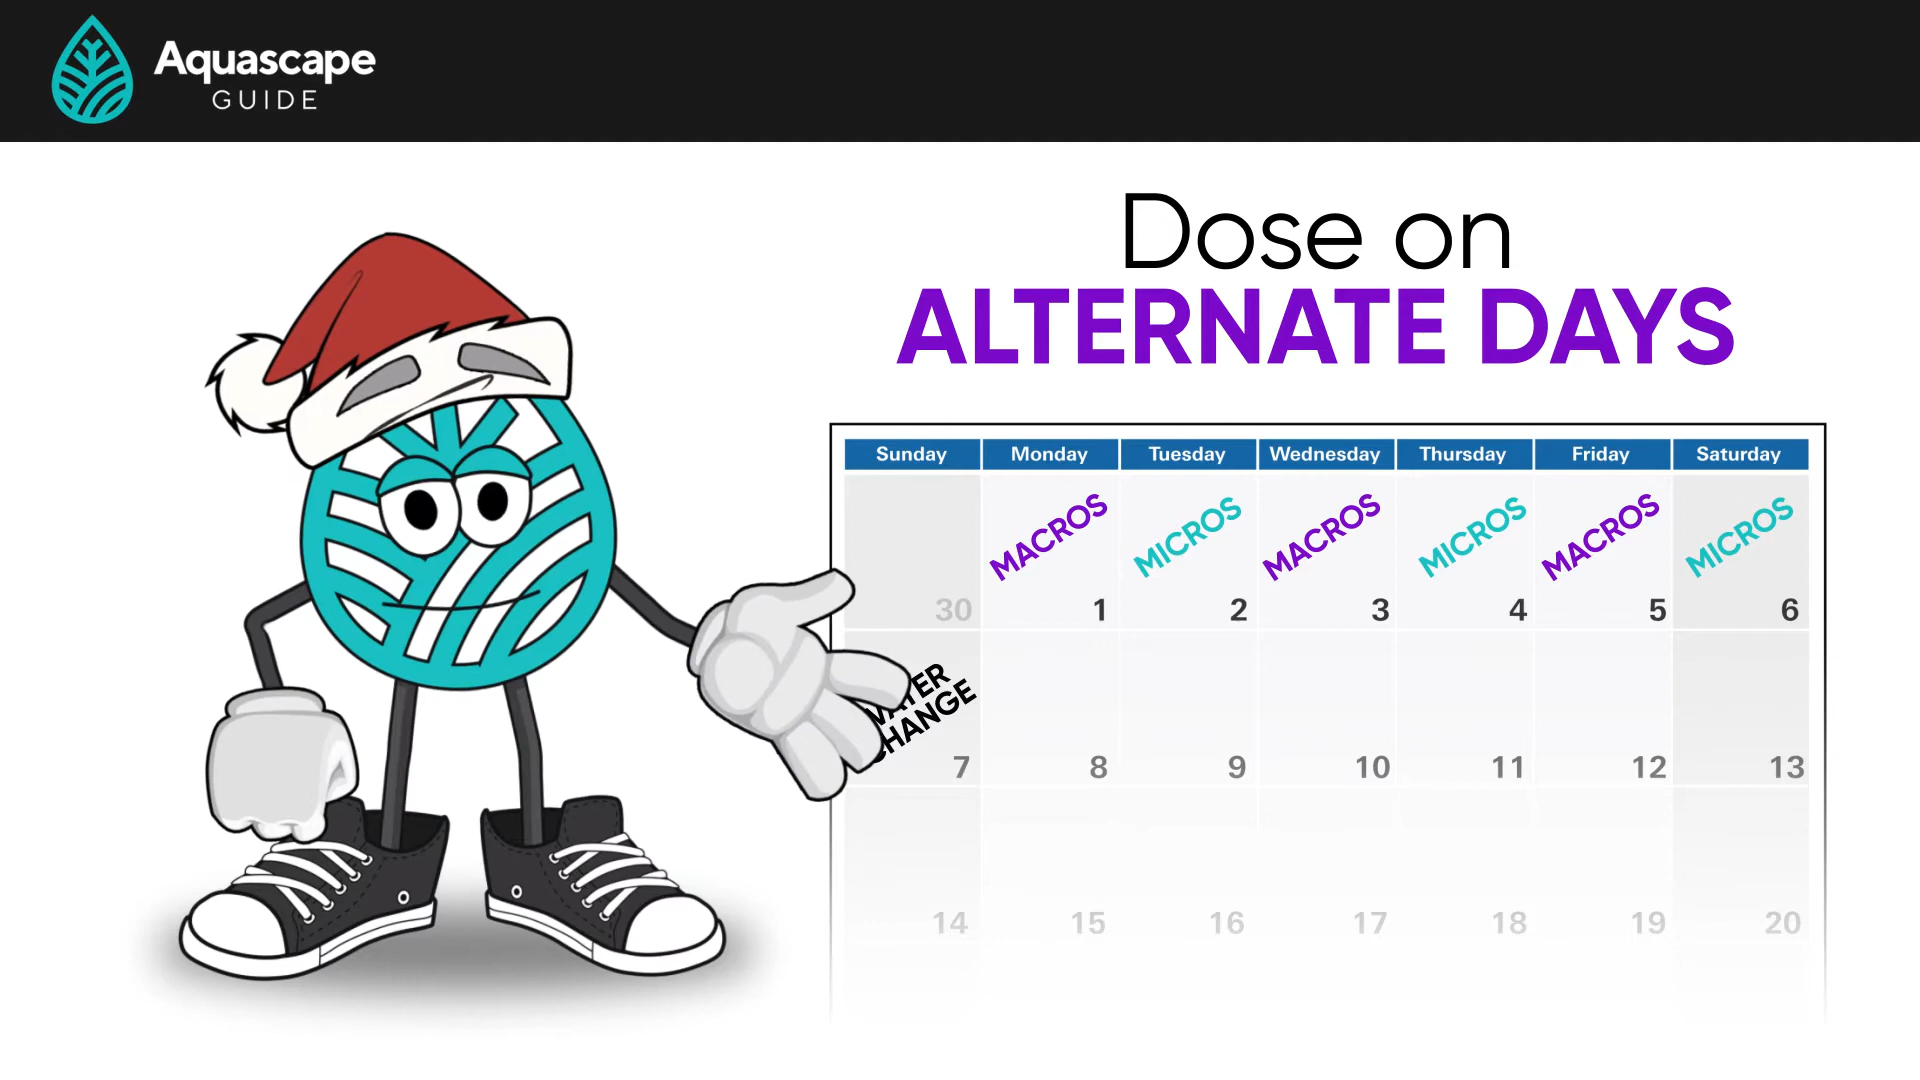 Aquascape
GUIDE
Dose on
ALTERNATE DAYS
Sunday Monday Tuesday Wednesday Thursday Friday Saturday
MACROS MICROS MACROS MICROS MACROS MICROS
30 1 2 3 4 5 6
7 8 9 10 11 12 13
14 15 16 17 18 19 20